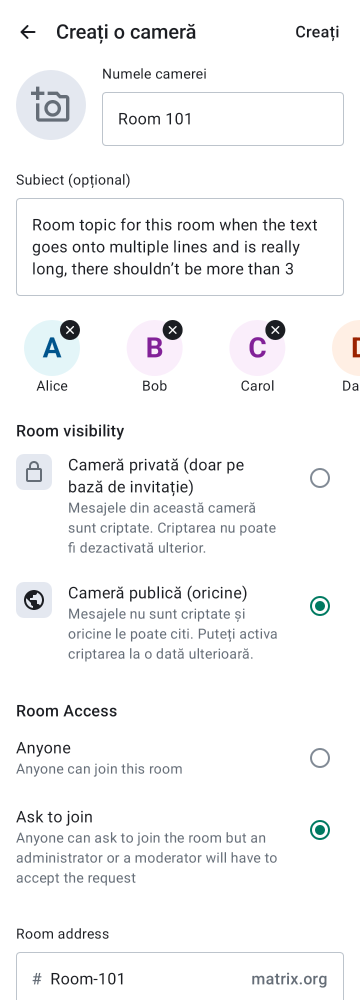 Creați o cameră
Creați
Numele camerei
Room 101
Subiect (opțional)
Room topic for this room when the text
goes onto multiple lines and is really
long, there shouldn’t be more than 3
A
B
C
Alice
Bob
Carol
Da
Room visibility
Cameră privată (doar pe
bază de invitație)
Mesajele din această cameră
sunt criptate. Criptarea nu poate
fi dezactivată ulterior.
Cameră publică (oricine)
Mesajele nu sunt criptate și
oricine le poate citi. Puteți activa
criptarea la o dată ulterioară.
Room Access
Anyone
Anyone can join this room
Ask to join
Anyone can ask to join the room but an
administrator or a moderator will have to
accept the request
Room address
# Room-101 matrix.org